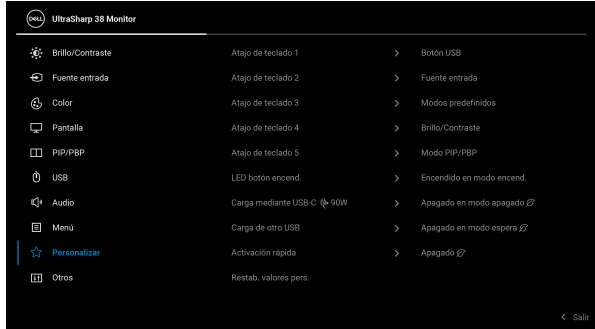 DELL UltraSharp 38 Monitor
Brillo/Contraste Atajo de teclado 1 > Botón USB
Fuente entrada Atajo de teclado 2 > Fuente entrada
Color Atajo de teclado 3 > Modos predefinidos
Pantalla Atajo de teclado 4 > Brillo/Contraste
PIP/PBP Atajo de teclado 5 > Modo PIP/PBP
USB LED botón encend. > Encendido en modo encend.
Audio Carga mediante USB-C 90W > Apagado en modo apagado
Menú Carga de otro USB > Apagado en modo espera
Personalizar Activación rápida > Apagado
Otros Restab. valores pers.
< Salir